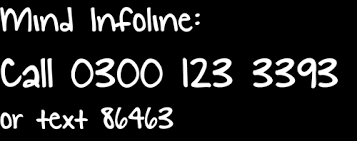 Mind Infoline:
Call 0300 123 3393
or text 86463